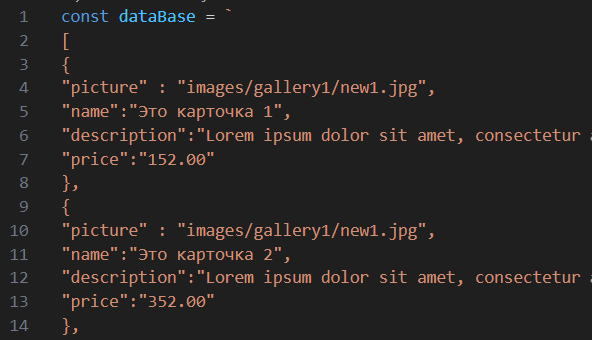 1 const dataBase = `
2 [
3 {
4 "picture" : "images/gallery1/new1.jpg",
5 "name":"Это карточка 1",
6 "description":"Lorem ipsum dolor sit amet, consectetur a
7 "price":"152.00"
8 },
9 {
10 "picture" : "images/gallery1/new1.jpg",
11 "name":"Это карточка 2",
12 "description":"Lorem ipsum dolor sit amet, consectetur a
13 "price":"352.00"
14 },